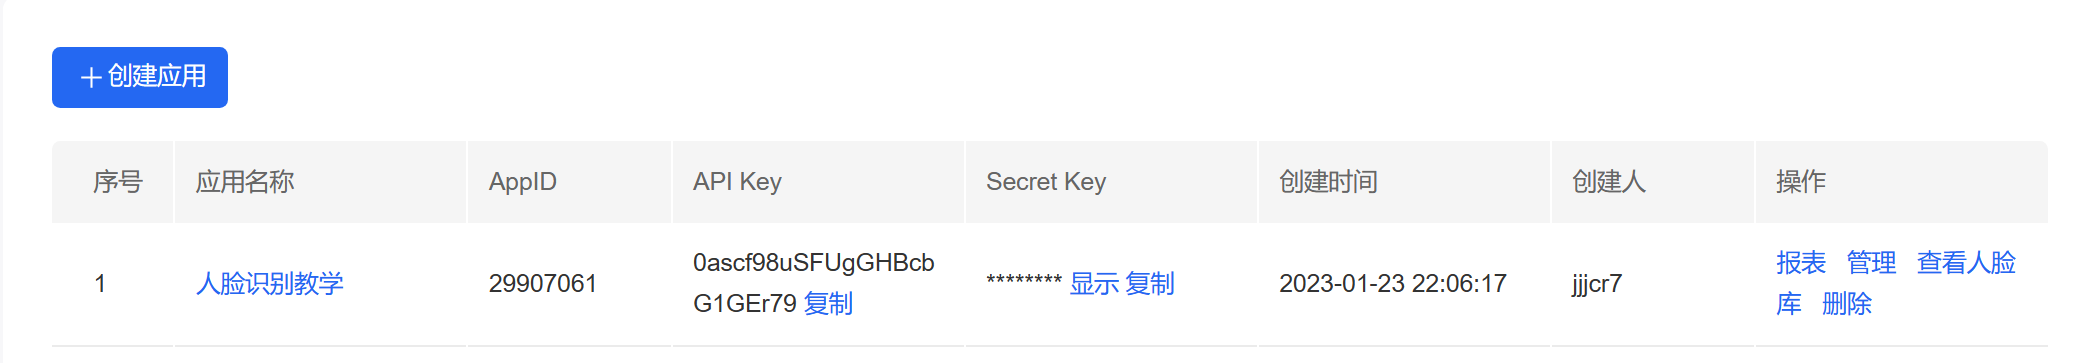 ＋创建应用
序号 应用名称 AppID API Key Secret Key 创建时间 创建人 操作
1 人脸识别教学 29907061 0ascf98uSFUgGHBcb ******** 显示 复制 2023-01-23 22:06:17 jjjcr7 报表 管理 查看人脸
G1GEr79 复制 库 删除